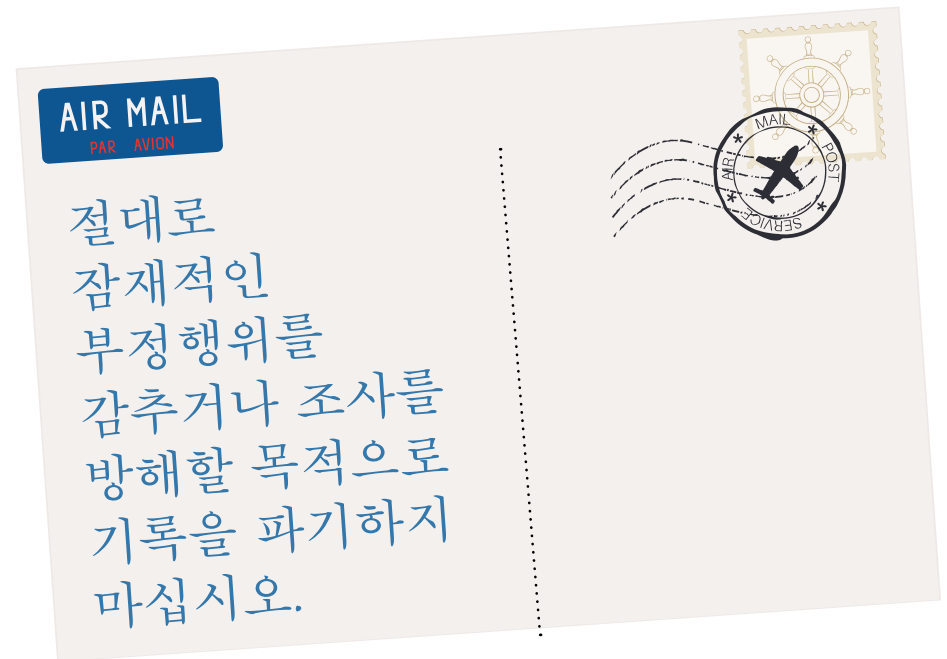 AIR MAIL
PAR AVION
MAIL
AIR
POST
SERVICE
절대로
잠재적인
부정행위를
감추거나 조사를
방해할 목적으로
기록을 파기하지
마십시오.